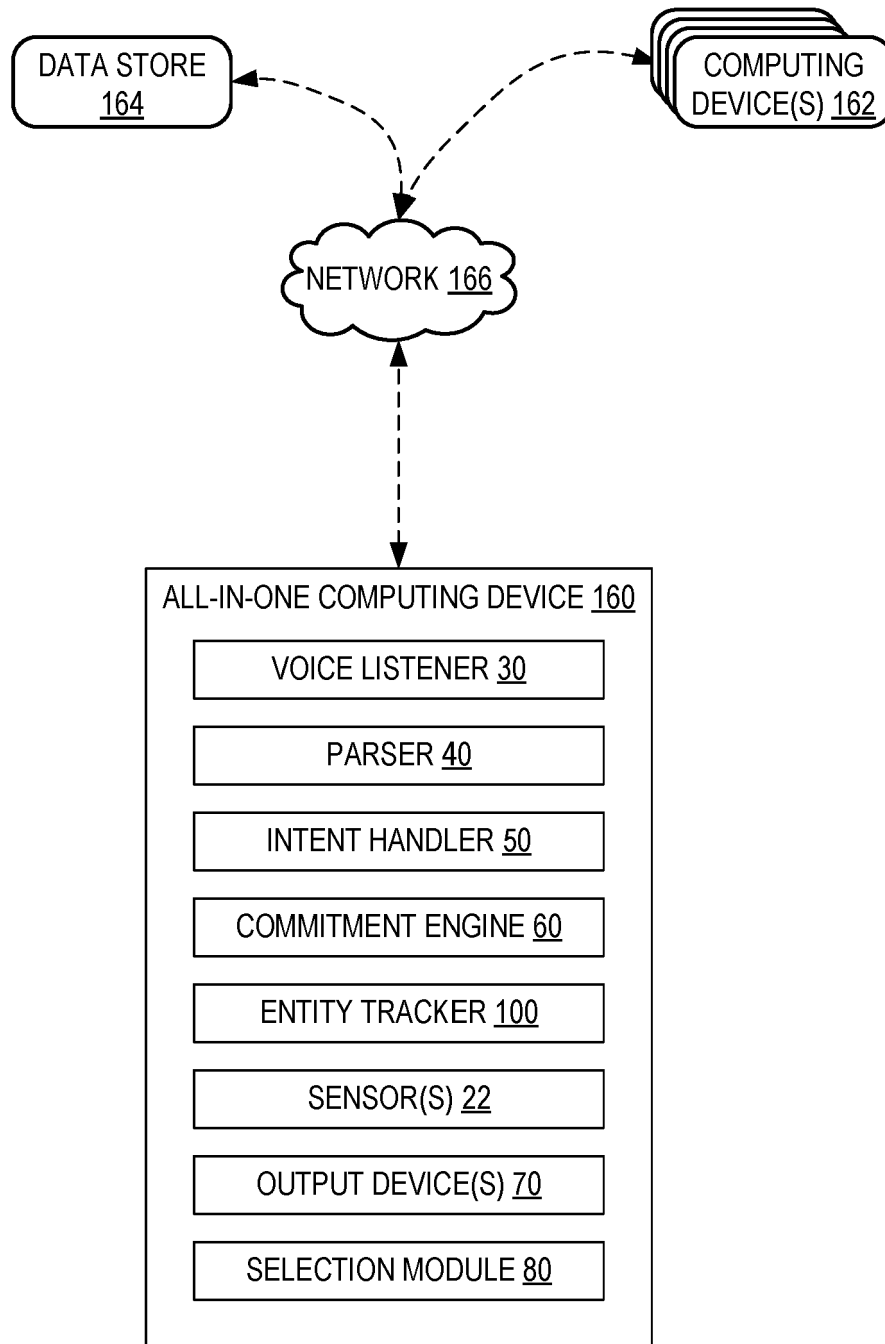 DATA STORE
164
COMPUTING
DEVICE(S) 162
NETWORK 166
ALL-IN-ONE COMPUTING DEVICE 160
VOICE LISTENER 30
PARSER 40
INTENT HANDLER 50
COMMITMENT ENGINE 60
ENTITY TRACKER 100
SENSOR(S) 22
OUTPUT DEVICE(S) 70
SELECTION MODULE 80